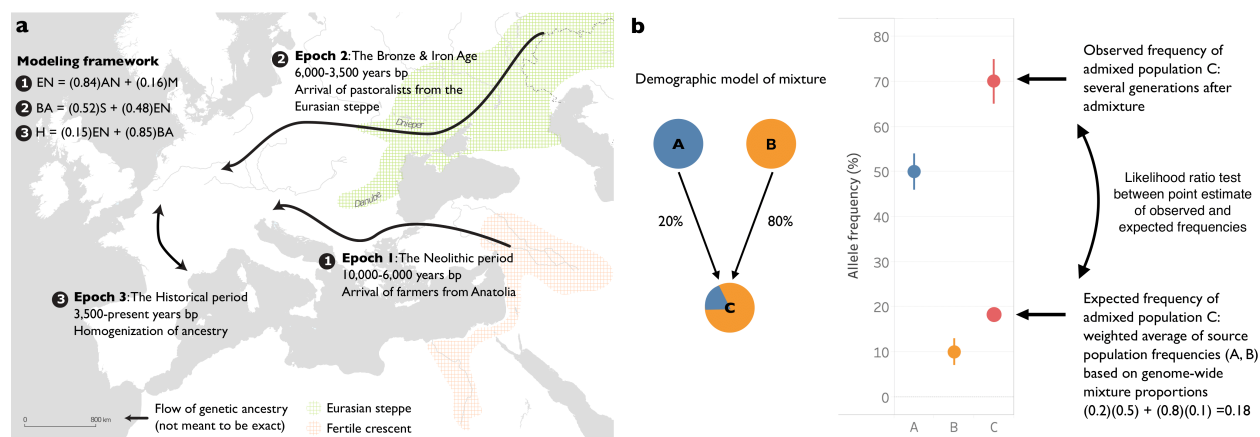 a
Modeling framework
1 EN = (0.84)AN + (0.16)M
2 BA = (0.52)S + (0.48)EN
3 H = (0.15)EN + (0.85)BA
2 Epoch 2: The Bronze & Iron Age
6,000-3,500 years bp
Arrival of pastoralists from the
Eurasian steppe
Dnieper
Danube
1 Epoch 1: The Neolithic period
10,000-6,000 years bp
Arrival of farmers from Anatolia
3 Epoch 3: The Historical period
3,500-present years bp
Homogenization of ancestry
0 800 km
Flow of genetic ancestry
(not meant to be exact)
Eurasian steppe
Fertile crescent
b
Demographic model of mixture
A
B
20%
80%
C
Allele frequency (%)
80
70
60
50
40
30
20
10
0
A B C
Observed frequency of
admixed population C:
several generations after
admixture
Likelihood ratio test
between point estimate
of observed and
expected frequencies
Expected frequency of
admixed population C:
weighted average of source
population frequencies (A, B)
based on genome-wide
mixture proportions
(0.2)(0.5) + (0.8)(0.1) =0.18